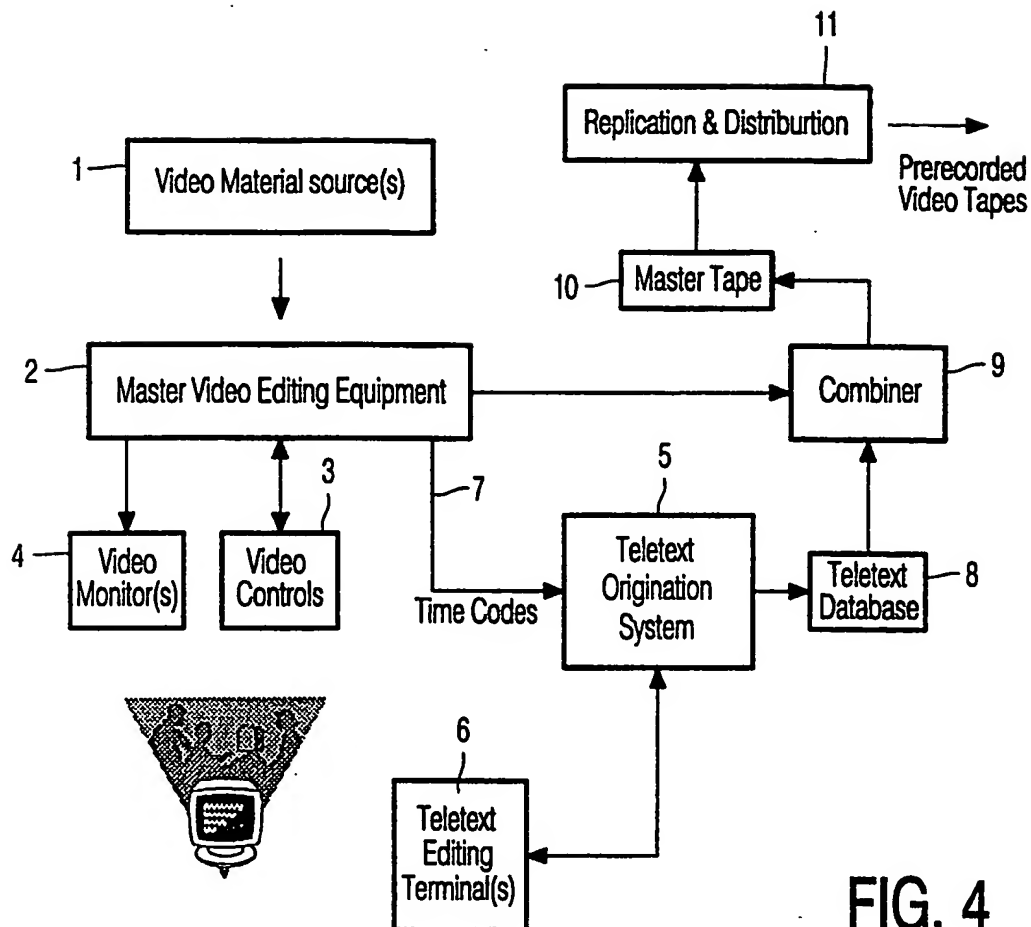 11
Replication & Distriburtion
Prerecorded
Video Tapes
1
Video Material source(s)
10
Master Tape
2
Master Video Editing Equipment
9
Combiner
3
7
5
4
Video
Monitor(s)
Video
Controls
Time Codes
Teletext
Origination
System
Teletext
Database
8
6
Teletext
Editing
Terminal(s)
FIG. 4